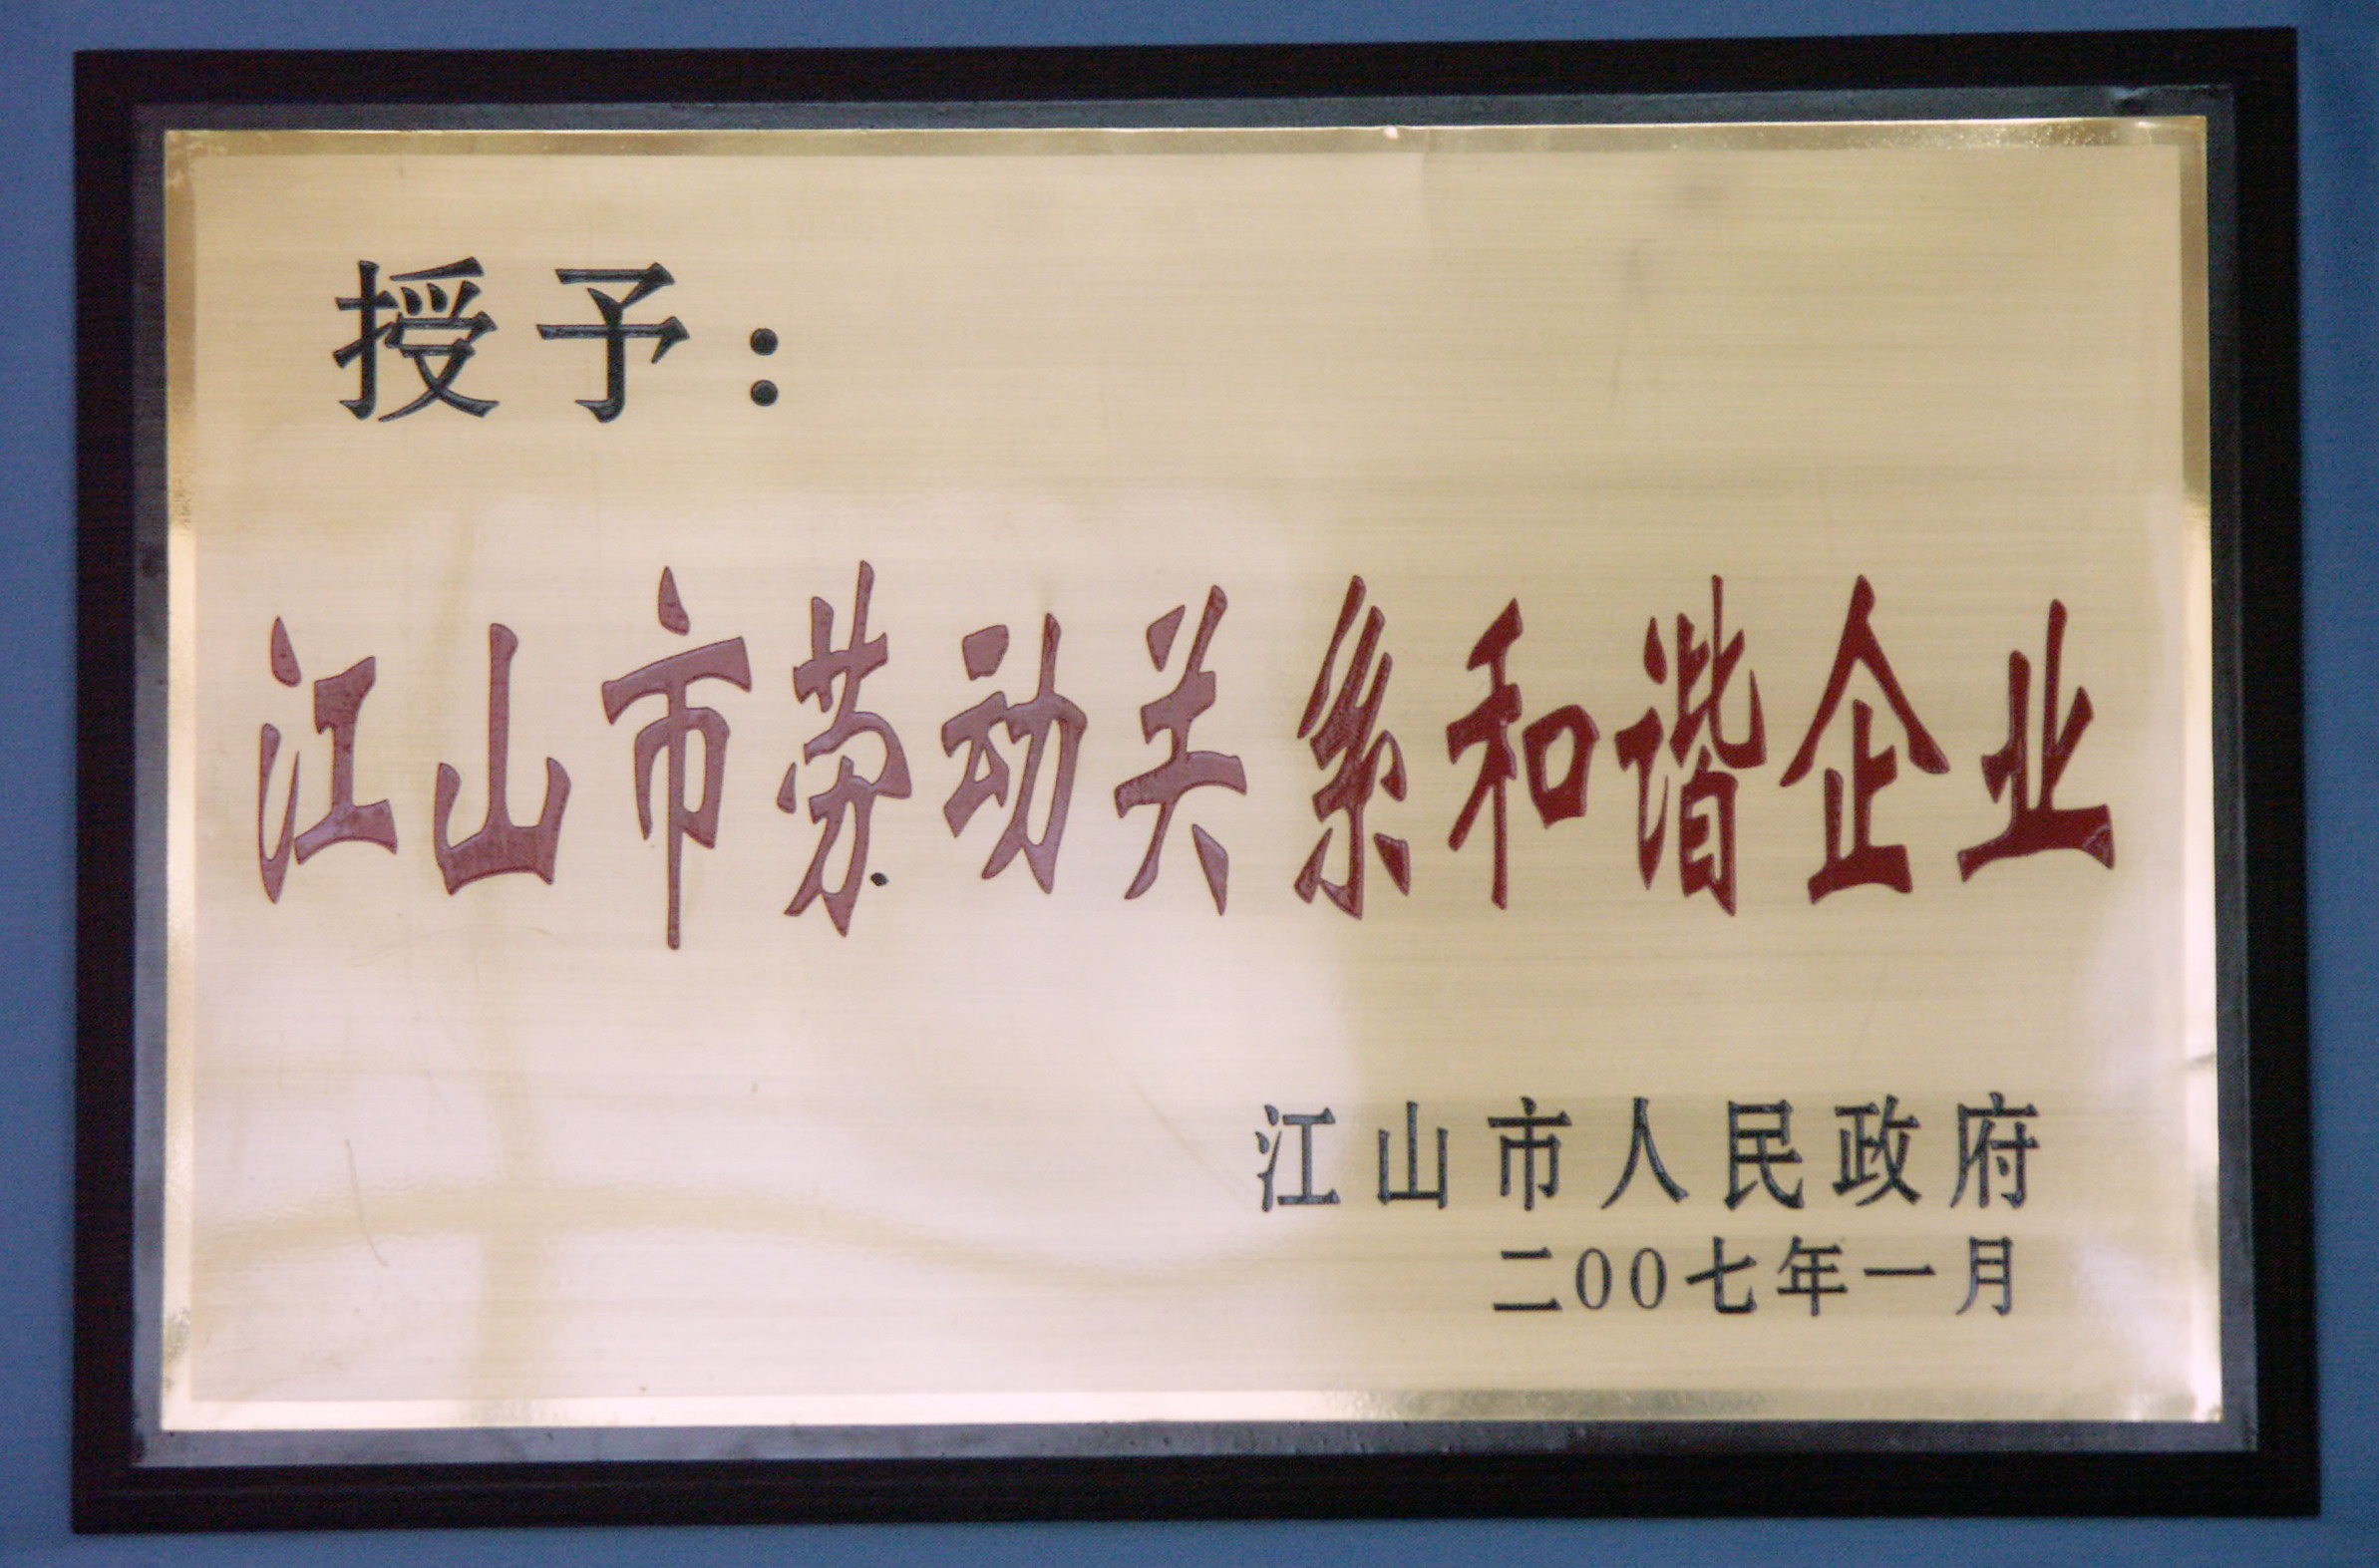 授予：
江山市劳动关系和谐企业
江山市人民政府
二00七年一月